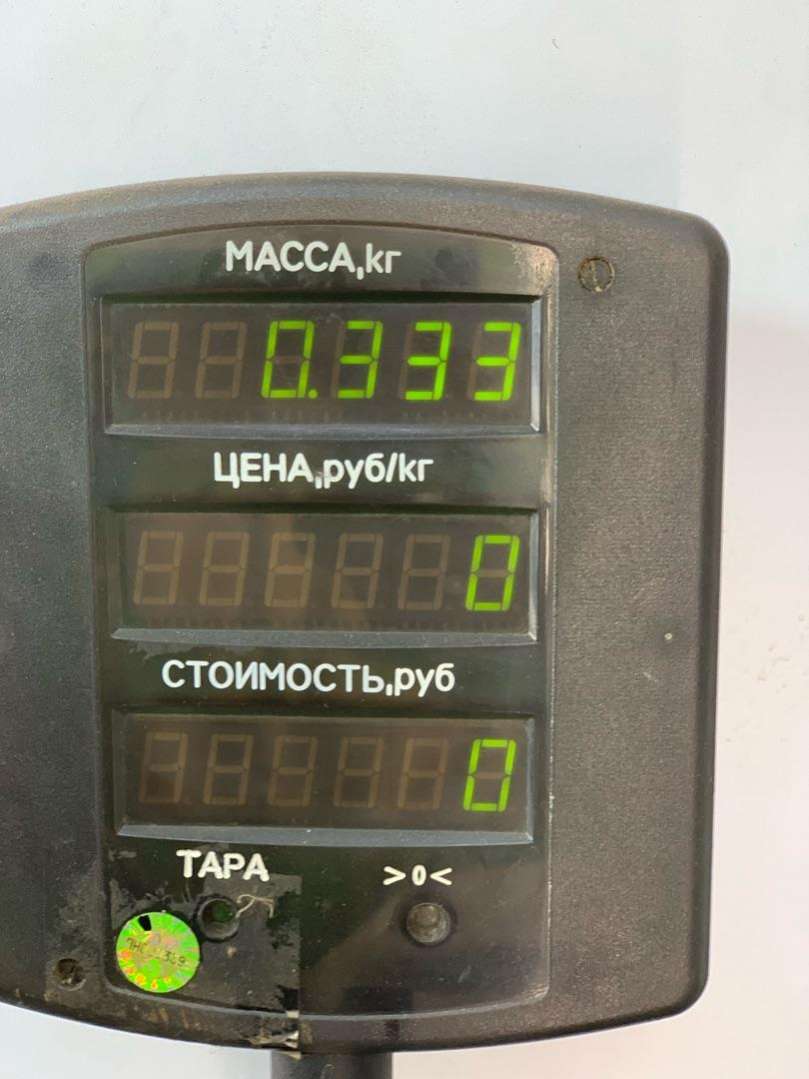 МАССА,кг
0.333
ЦЕНА,руб/кг
0
СТОИМОСТЬ,руб
0
ТАРА >0<